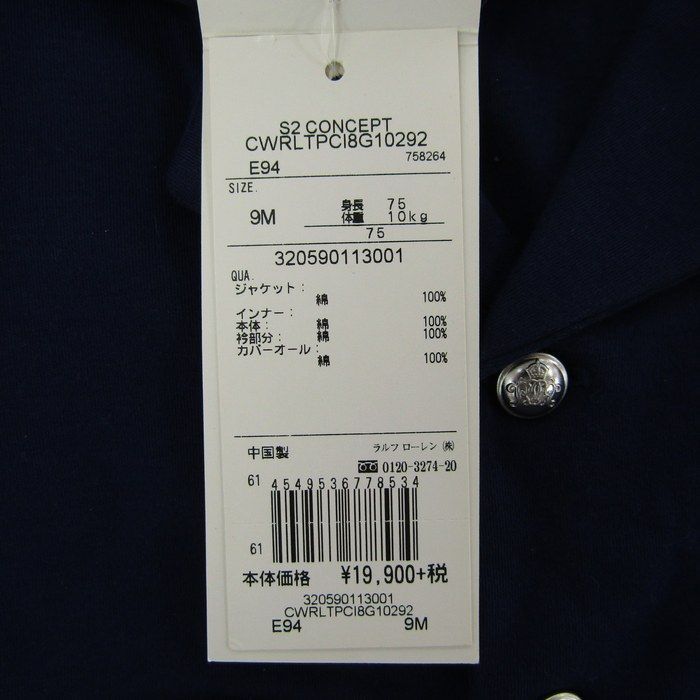 S2 CONCEPT
CWRLTPCI8G10292
758264
E94
SIZE.
9M
身長 75
体重 10kg
75
320590113001
QUA.
ジャケット:
綿 100%
インナー:
本体: 綿 100%
衿部分: 綿 100%
カバーオール:
綿 100%
中国製
ラルフ ローレン ㈱
0120-3274-20
61 4549536778534
61
本体価格 ¥19,900+税
320590113001
CWRLTPCI8G10292
E94 9M